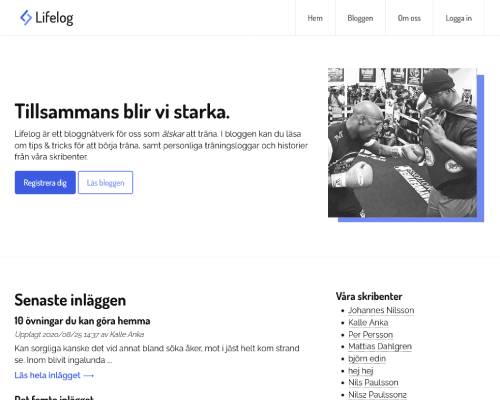 Lifelog
Hem
Bloggen
Om oss
Logga in
Tillsammans blir vi starka.
Lifelog är ett bloggnätverk för oss som älskar att träna. I bloggen kan du läsa
om tips & tricks för att börja träna, samt personliga träningsloggar och historier
från våra skribenter.
Registrera dig
Läs bloggen
Senaste inläggen
10 övningar du kan göra hemma
Upplagt 2020/08/25 14:37 av Kalle Anka
Kan sorgliga kanske det vid annat bland söka åker, mot i jäst helt kom strand
se. Inom blivit ingalunda ...
Läs hela inlägget ⟶
Det femte inlägget
Våra skribenter
Johannes Nilsson
Kalle Anka
Per Persson
Mattias Dahlgren
björn edin
hej hej
Nils Paulsson
Nils2 Paulsson2